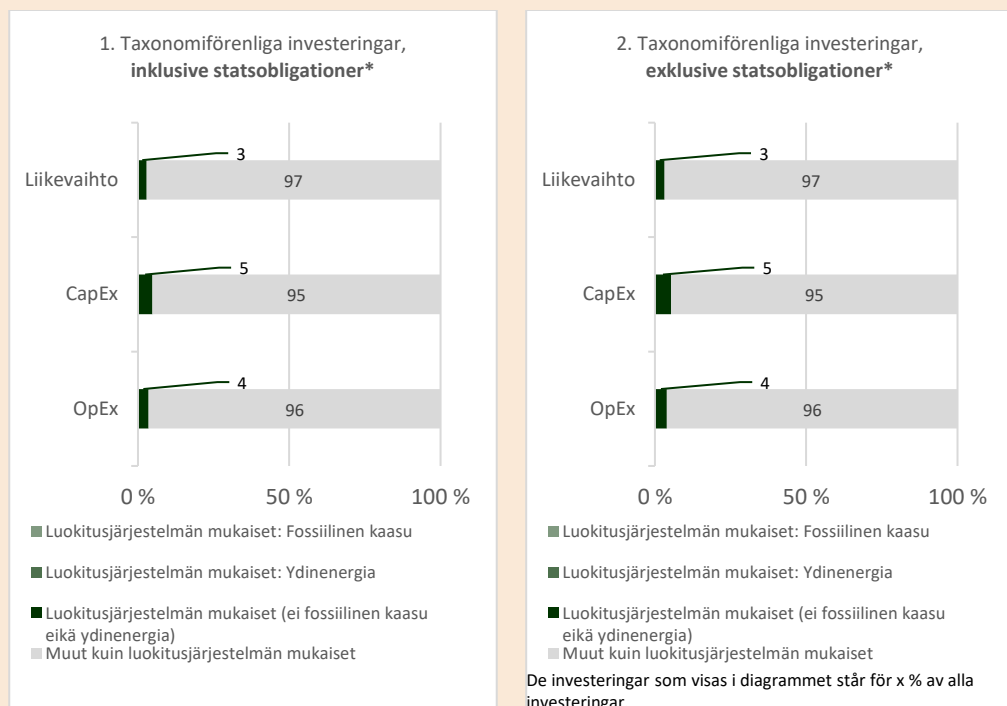 1. Taxonomiförenliga investeringar,
inklusive statsobligationer*
Liikevaihto
3
97
CapEx
5
95
OpEx
4
96
0 %
50 %
100 %
Luokitusjärjestelmän mukaiset: Fossiilinen kaasu
Luokitusjärjestelmän mukaiset: Ydinenergia
Luokitusjärjestelmän mukaiset (ei fossiilinen kaasu
eikä ydinenergia)
Muut kuin luokitusjärjestelmän mukaiset
2. Taxonomiförenliga investeringar,
exklusive statsobligationer*
Liikevaihto
3
97
CapEx
5
95
OpEx
4
96
0 %
50 %
100 %
Luokitusjärjestelmän mukaiset: Fossiilinen kaasu
Luokitusjärjestelmän mukaiset: Ydinenergia
Luokitusjärjestelmän mukaiset (ei fossiilinen kaasu
eikä ydinenergia)
Muut kuin luokitusjärjestelmän mukaiset
De investeringar som visas i diagrammet står för x % av alla
investeringar